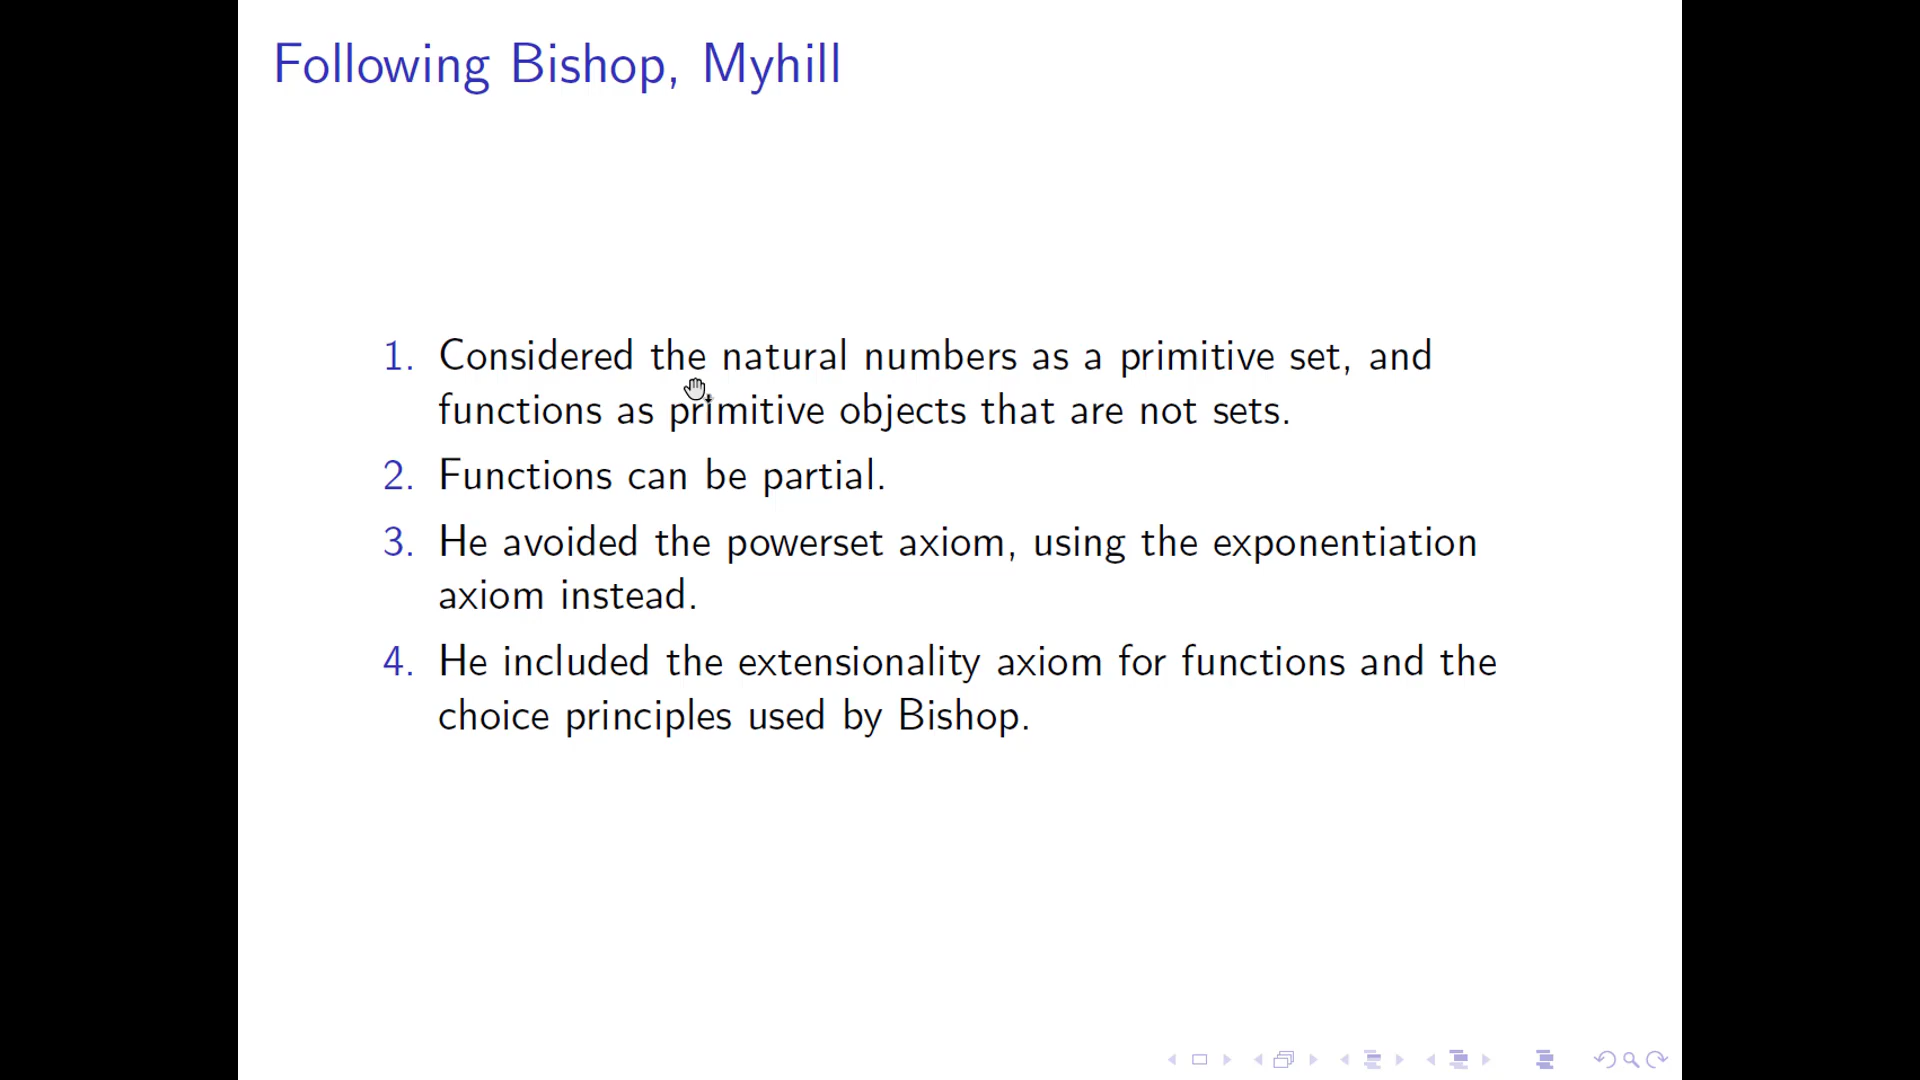 Following Bishop, Myhill
1. Considered the natural numbers as a primitive set, and
functions as primitive objects that are not sets.
2. Functions can be partial.
3. He avoided the powerset axiom, using the exponentiation
axiom instead.
4. He included the extensionality axiom for functions and the
choice principles used by Bishop.